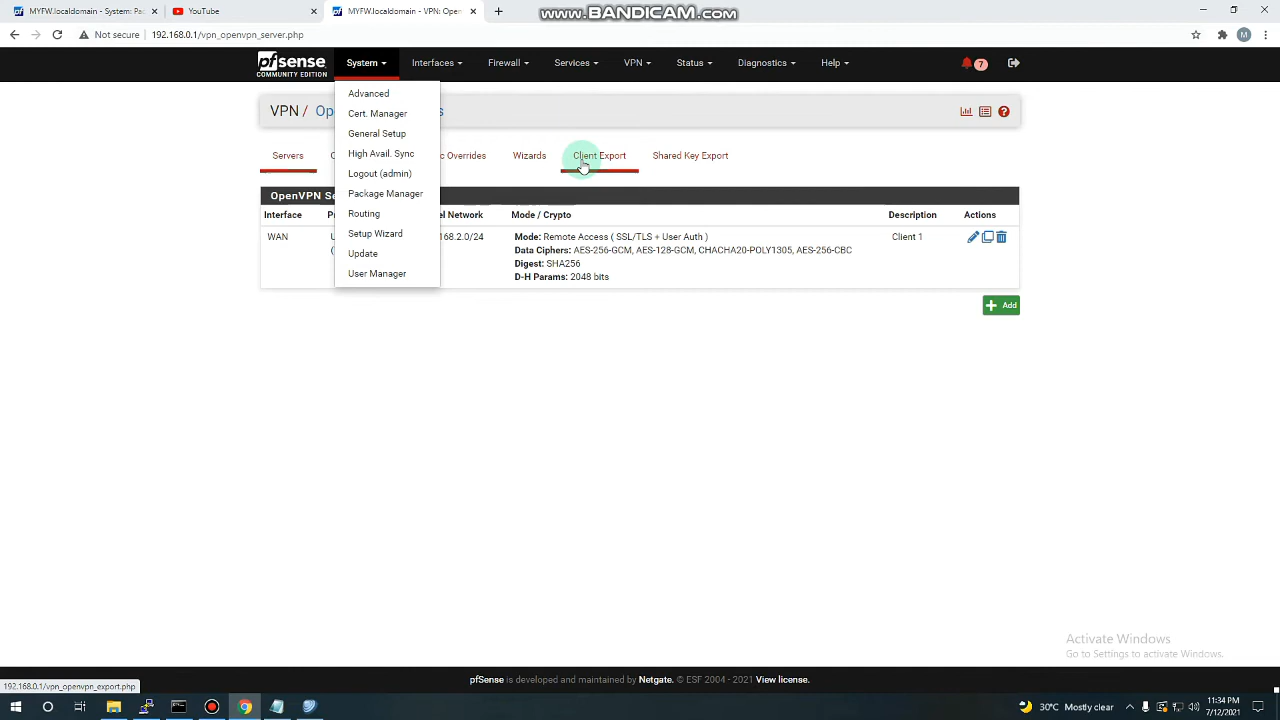 MYFW.localdomain - System: Pac
YouTube
MYFW.localdomain - VPN: Open
www.BANDICAM.com
Not secure
192.168.0.1/vpn_openvpn_server.php
M
pfsense
COMMUNITY EDITION
System
Interfaces
Firewall
Services
VPN
Status
Diagnostics
Help
7
Advanced
Cert. Manager
General Setup
High Avail. Sync
Logout (admin)
Package Manager
Routing
Setup Wizard
Update
User Manager
VPN /
Servers
Overrides
Wizards
Client Export
Shared Key Export
Interface
Network
Mode / Crypto
Description
Actions
WAN
168.2.0/24
Mode: Remote Access ( SSL/TLS + User Auth )
Data Ciphers: AES-256-GCM, AES-128-GCM, CHACHA20-POLY1305, AES-256-CBC
Digest: SHA256
D-H Params: 2048 bits
Client 1
Add
Activate Windows
Go to Settings to activate Windows.
pfSense is developed and maintained by Netgate. © ESF 2004 - 2021 View license.
192.168.0.1/vpn_openvpn_export.php
30°C Mostly clear
11:34 PM
7/12/2021